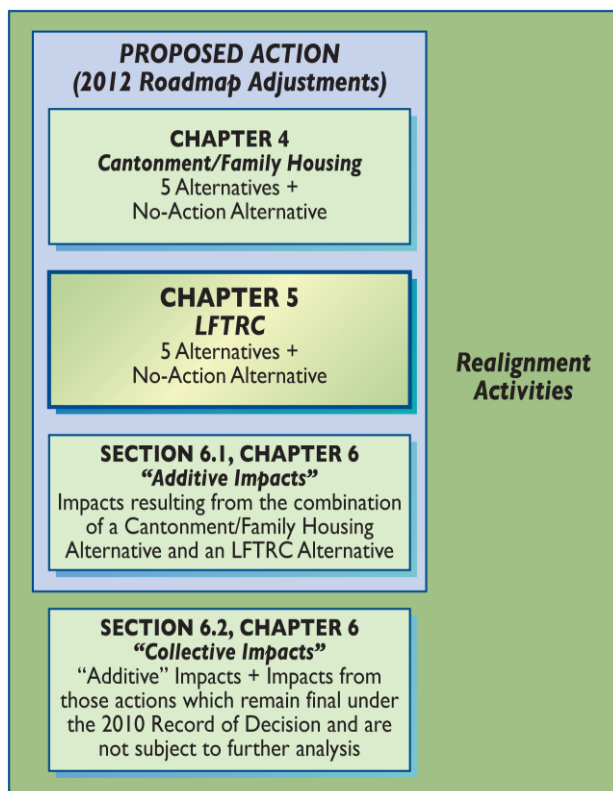 PROPOSED ACTION
(2012 Roadmap Adjustments)
CHAPTER 4
Cantonment/Family Housing
5 Alternatives +
No-Action Alternative
CHAPTER 5
LFTRC
5 Alternatives +
No-Action Alternative
SECTION 6.1, CHAPTER 6
“Additive Impacts”
Impacts resulting from the combination
of a Cantonment/Family Housing
Alternative and an LFTRC Alternative
SECTION 6.2, CHAPTER 6
“Collective Impacts”
“Additive” Impacts + Impacts from
those actions which remain final under
the 2010 Record of Decision and are
not subject to further analysis
Realignment
Activities